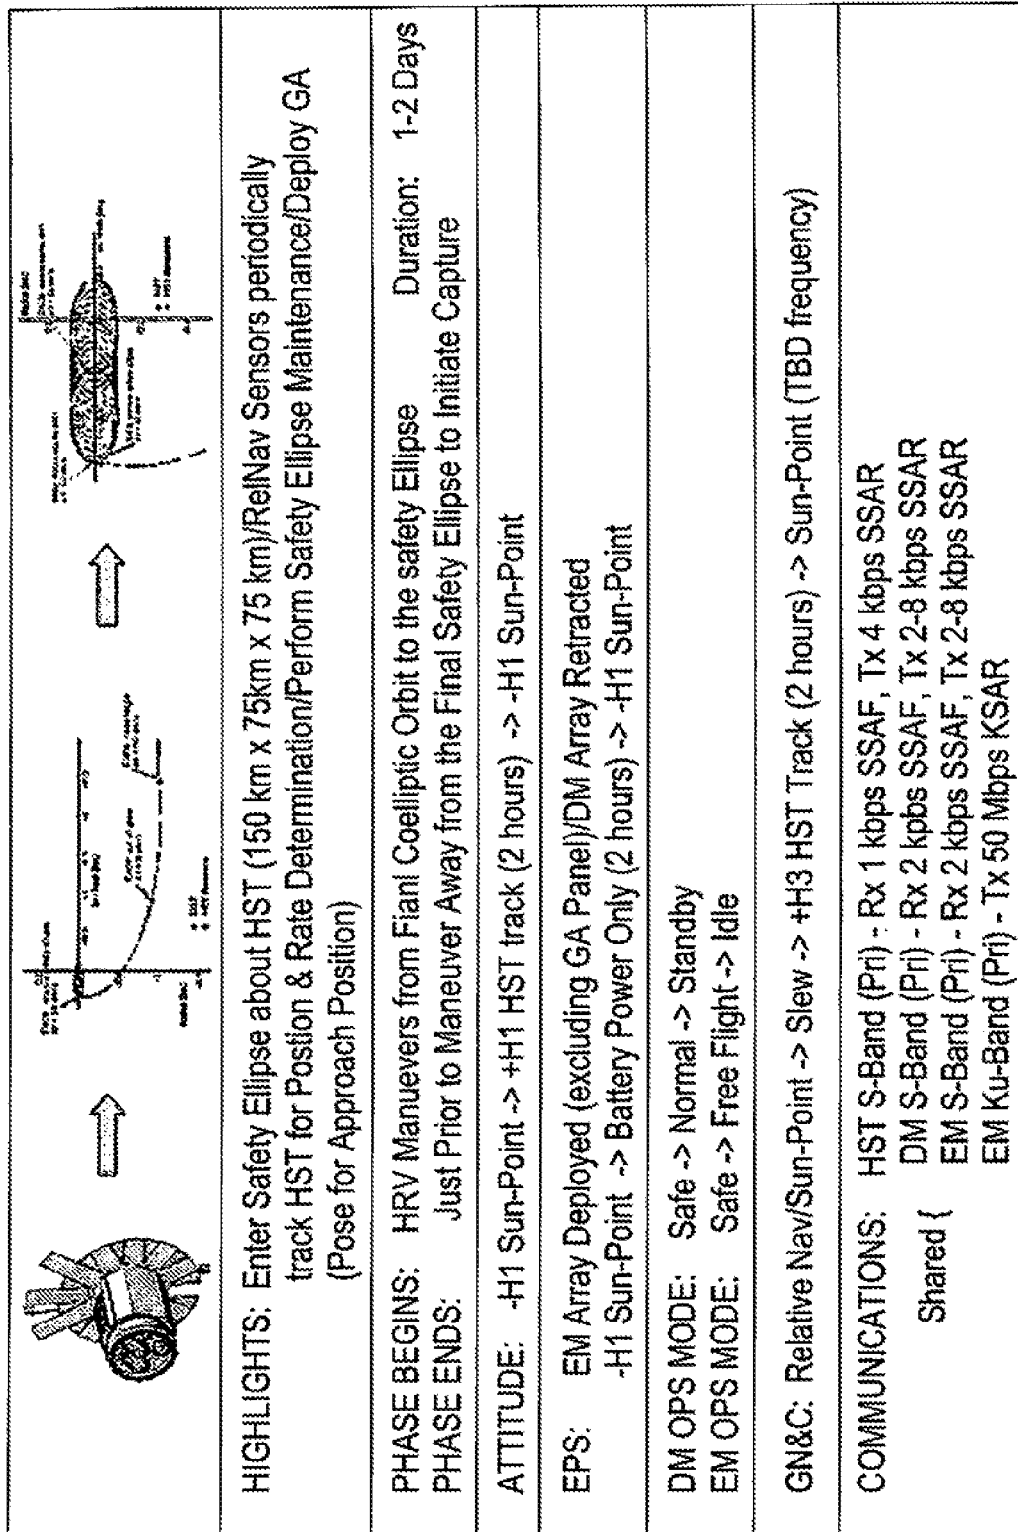 HIGHLIGHTS: Enter Safety Ellipse about HST (150 km x 75km x 75 km)/RelNav Sensors periodically
track HST for Postion & Rate Determination/Perform Safety Ellipse Maintenance/Deploy GA
(Pose for Approach Position)
PHASE BEGINS: HRV Manuevers from Fianl Coelliptic Orbit to the safety Ellipse Duration: 1-2 Days
PHASE ENDS: Just Prior to Maneuver Away from the Final Safety Ellipse to Initiate Capture
ATTITUDE: -H1 Sun-Point -> +H1 HST track (2 hours) -> -H1 Sun-Point
EPS: EM Array Deployed (excluding GA Panel)/DM Array Retracted
-H1 Sun-Point -> Battery Power Only (2 hours) -> -H1 Sun-Point
DM OPS MODE: Safe -> Normal -> Standby
EM OPS MODE: Safe -> Free Flight -> Idle
GN&C: Relative Nav/Sun-Point -> Slew -> +H3 HST Track (2 hours) -> Sun-Point (TBD frequency)
COMMUNICATIONS: HST S-Band (Pri) - Rx 1 kbps SSAF, Tx 4 kbps SSAR
Shared { DM S-Band (Pri) - Rx 2 kpbs SSAF, Tx 2-8 kbps SSAR
EM S-Band (Pri) - Rx 2 kbps SSAF, Tx 2-8 kbps SSAR
EM Ku-Band (Pri) - Tx 50 Mbps KSAR